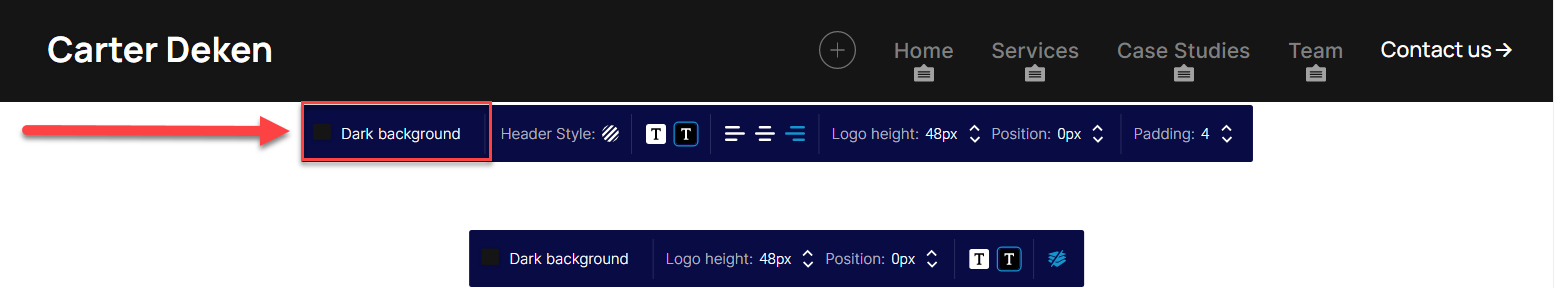 Carter Deken
Home Services Case Studies Team Contact us→
Dark background Header Style: T T Logo height: 48px Position: 0px Padding: 4
Dark background Logo height: 48px Position: 0px T T